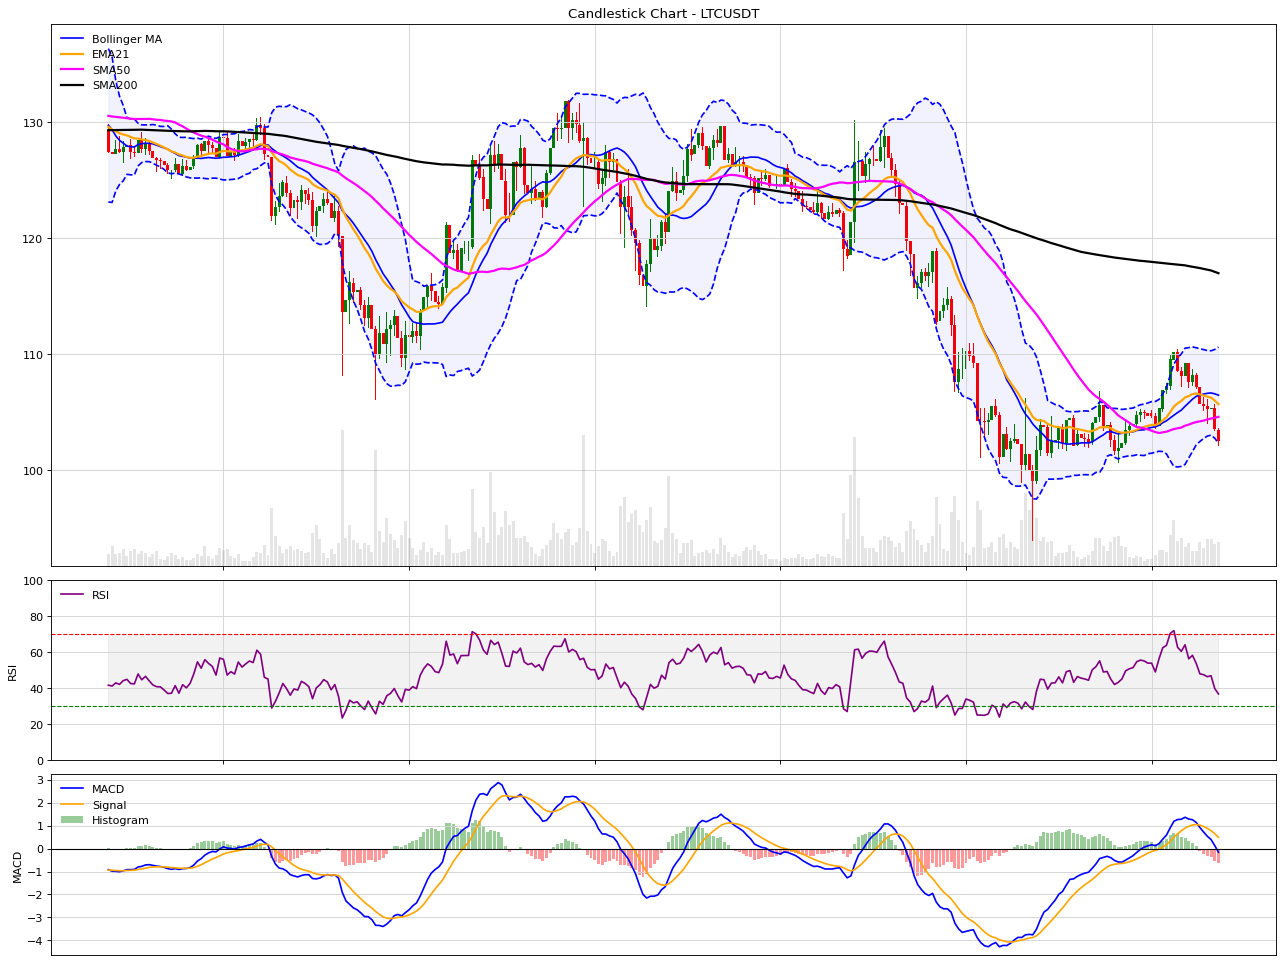 Candlestick Chart - LTCUSDT
Bollinger MA
EMA21
SMA50
SMA200
130
120
110
100
RSI
100
80
60
40
20
0
RSI
MACD
Signal
Histogram
3
2
1
0
−1
−2
−3
−4
MACD